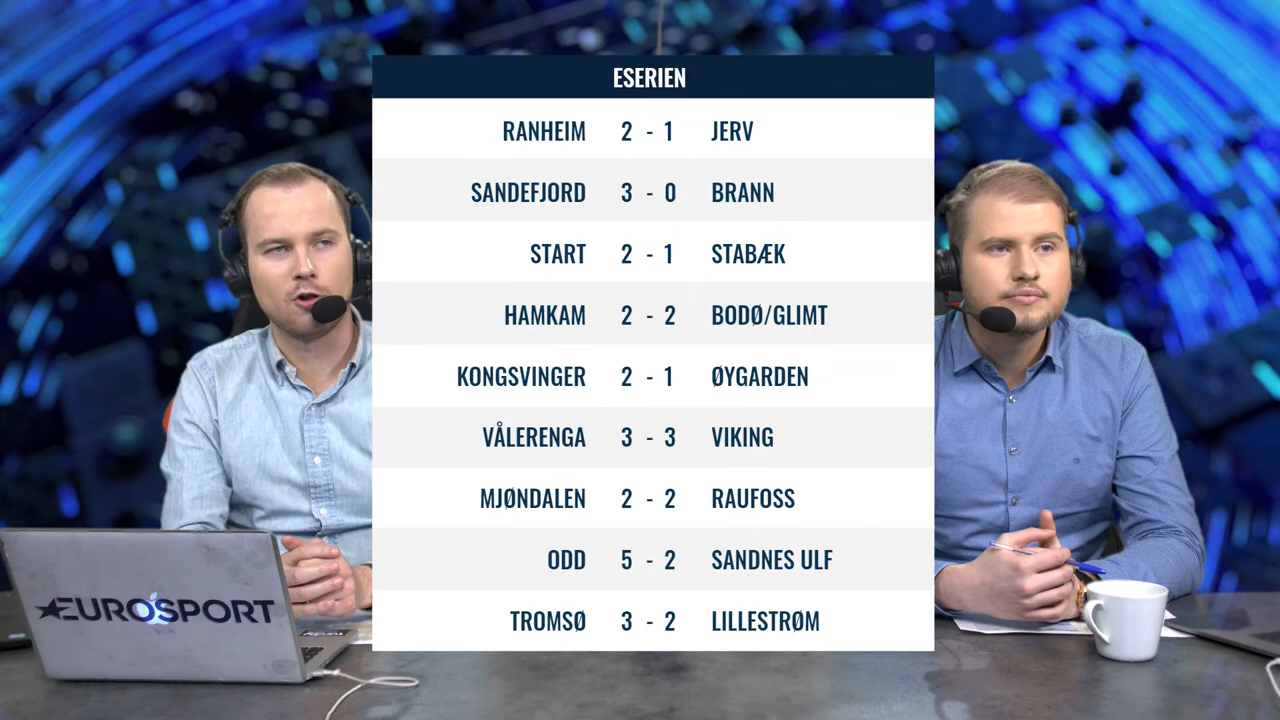 ESERIEN
RANHEIM 2 - 1 JERV
SANDEFJORD 3 - 0 BRANN
START 2 - 1 STABÆK
HAMKAM 2 - 2 BODØ/GLIMT
KONGSVINGER 2 - 1 ØYGARDEN
VÅLERENGA 3 - 3 VIKING
MJØNDALEN 2 - 2 RAUFOSS
ODD 5 - 2 SANDNES ULF
TROMSØ 3 - 2 LILLESTRØM
EUROSPORT